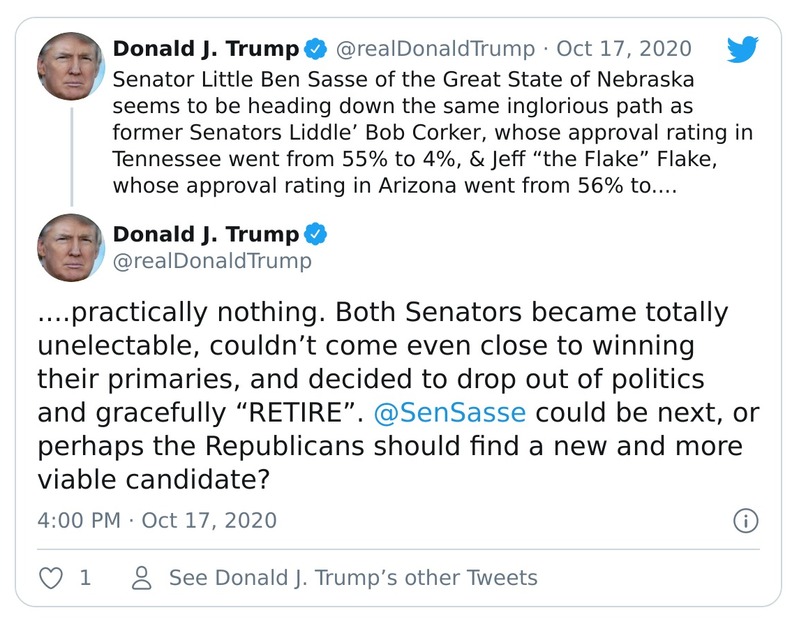 Donald J. Trump @realDonaldTrump · Oct 17, 2020
Senator Little Ben Sasse of the Great State of Nebraska
seems to be heading down the same inglorious path as
former Senators Liddle’ Bob Corker, whose approval rating in
Tennessee went from 55% to 4%, & Jeff “the Flake” Flake,
whose approval rating in Arizona went from 56% to....
Donald J. Trump
@realDonaldTrump
....practically nothing. Both Senators became totally
unelectable, couldn’t come even close to winning
their primaries, and decided to drop out of politics
and gracefully “RETIRE”. @SenSasse could be next, or
perhaps the Republicans should find a new and more
viable candidate?
4:00 PM · Oct 17, 2020
1 See Donald J. Trump’s other Tweets